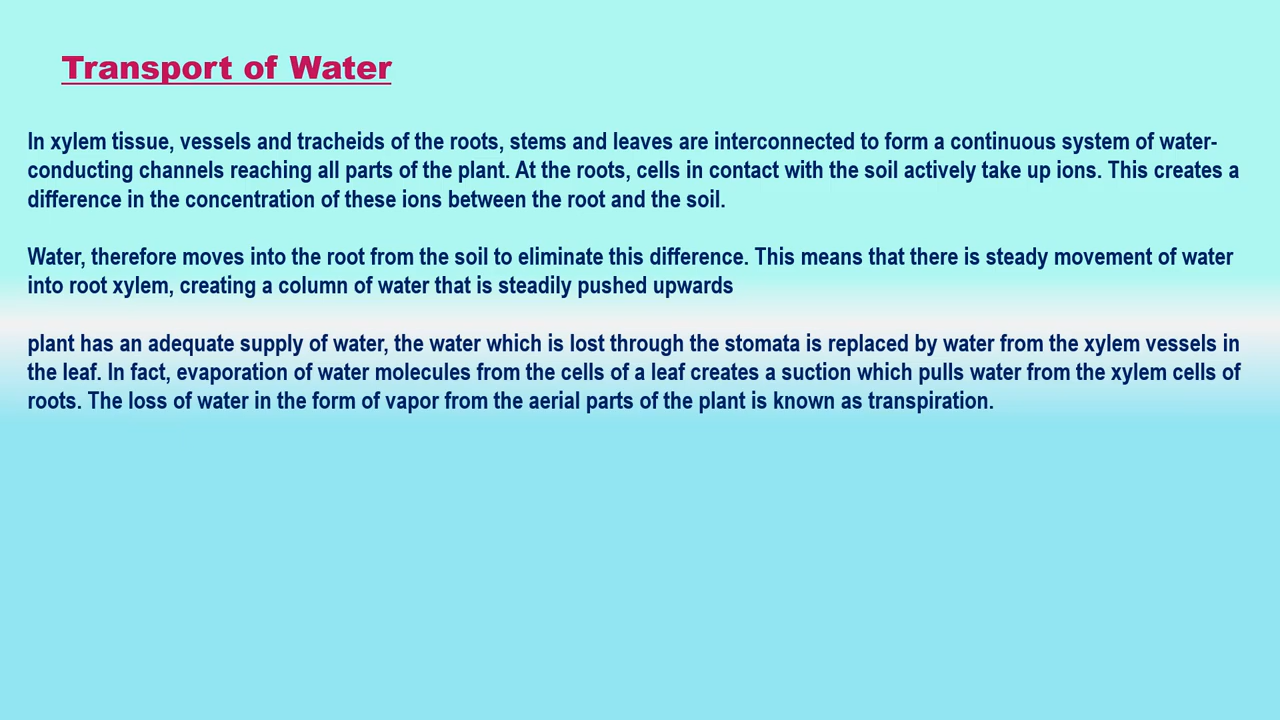 Transport of Water
In xylem tissue, vessels and tracheids of the roots, stems and leaves are interconnected to form a continuous system of water-
conducting channels reaching all parts of the plant. At the roots, cells in contact with the soil actively take up ions. This creates a
difference in the concentration of these ions between the root and the soil.
Water, therefore moves into the root from the soil to eliminate this difference. This means that there is steady movement of water
into root xylem, creating a column of water that is steadily pushed upwards
plant has an adequate supply of water, the water which is lost through the stomata is replaced by water from the xylem vessels in
the leaf. In fact, evaporation of water molecules from the cells of a leaf creates a suction which pulls water from the xylem cells of
roots. The loss of water in the form of vapor from the aerial parts of the plant is known as transpiration.